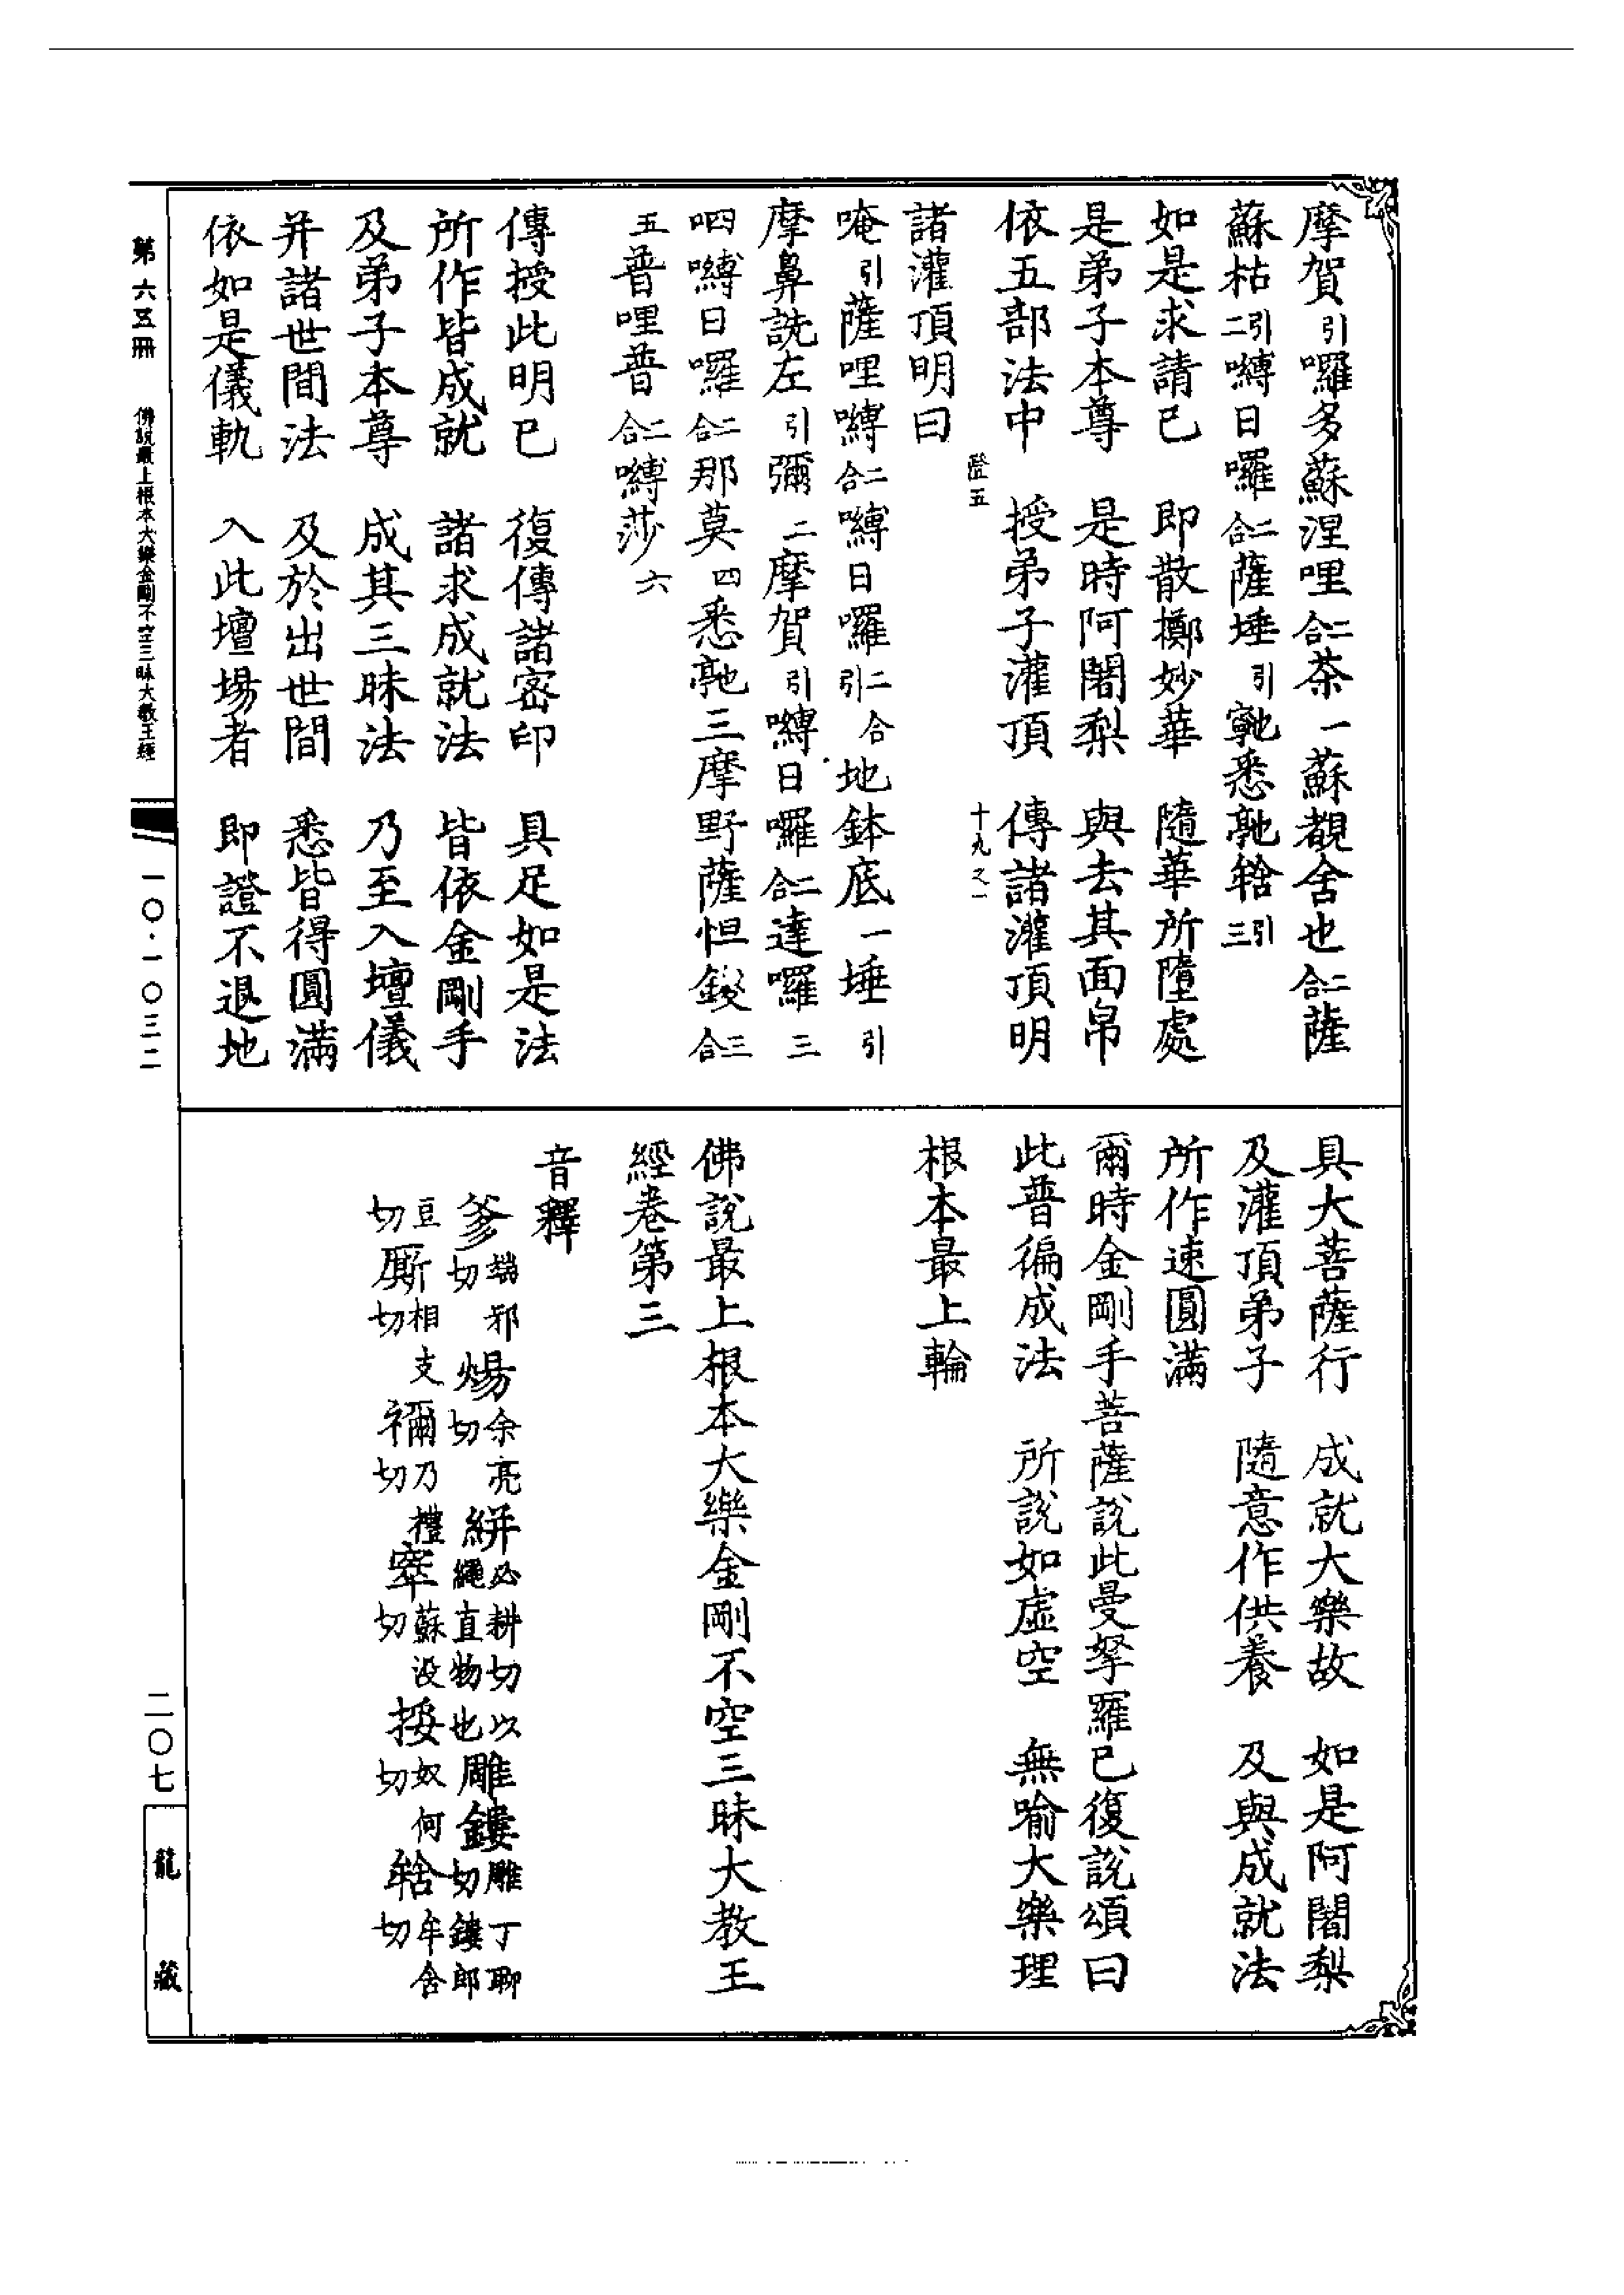 摩賀引囉多蘇涅哩二合茶一蘇覩舍也二合薩
蘇枯引二嚩日囉二合薩埵引㝹悉馳轄引三
如是求請已　即散擲妙華　隨華所墮處
是弟子本尊　是時阿闍梨　與去其面帛
依五部法中　授弟子灌頂　傳諸灌頂明
陞五　十九又一
諸灌頂明曰
唵引薩哩嚩二合嚩日囉二合引地鉢底一埵引
摩鼻詵左引彌二摩賀引嚩日囉二合達囉三
呬嚩日囉二合那莫四悉馳三摩野薩怛鑁三合
五普哩普二合嚩莎六
傳授此明已　復傳諸密印　具足如是法
所作皆成就　諸求成就法　皆依金剛手
及弟子本尊　成其三昧法　乃至入壇儀
并諸世間法　及於出世間　悉皆得圓滿
依如是儀軌　入此壇場者　即證不退地
具大菩薩行　成就大樂故　如是阿闍梨
及灌頂弟子　隨意作供養　及與成就法
所作速圓滿
爾時金剛手菩薩說此曼拏羅已復說頌曰
此普徧成法　所說如虛空　無喻大樂理
根本最上輪
佛說最上根本大樂金剛不空三昧大教王
經卷第三
音釋
爹端邪切 煬余亮切 絣必耕切以繩直物也 雕鏤雕丁聊切鏤郎
豆切 厮相支切 禰乃禮切 窣蘇沒切 挼奴何切 𤚥牟含切
第六五冊　佛說最上根本大樂金剛不空三昧大教王經
一〇·一〇三二
二〇七
龍藏